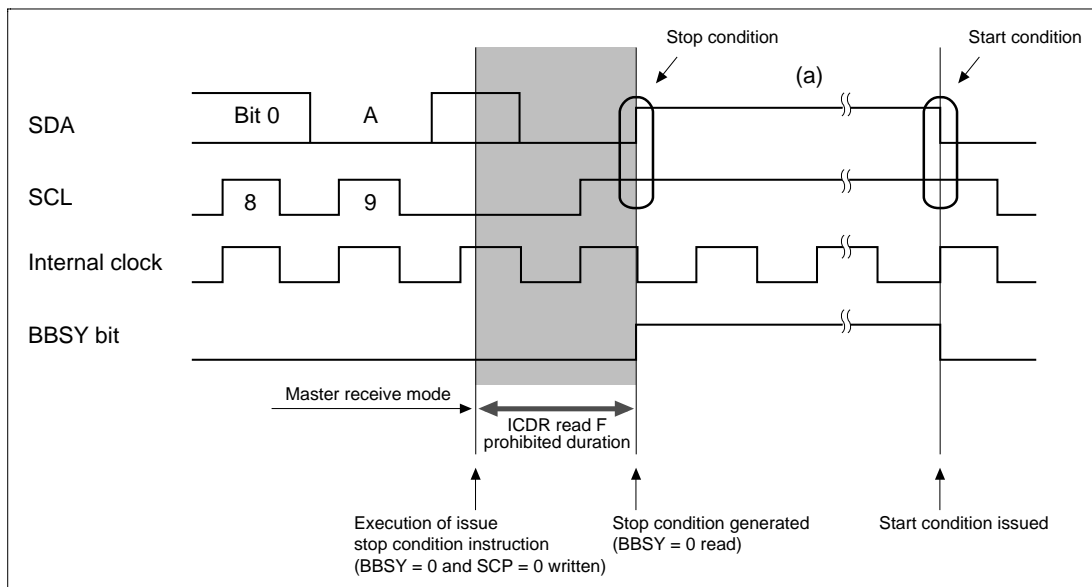 Stop condition
Start condition
(a)
SDA
Bit 0
A
SCL
8
9
Internal clock
BBSY bit
Master receive mode
ICDR read F
prohibited duration
Execution of issue
stop condition instruction
(BBSY = 0 and SCP = 0 written)
Stop condition generated
(BBSY = 0 read)
Start condition issued